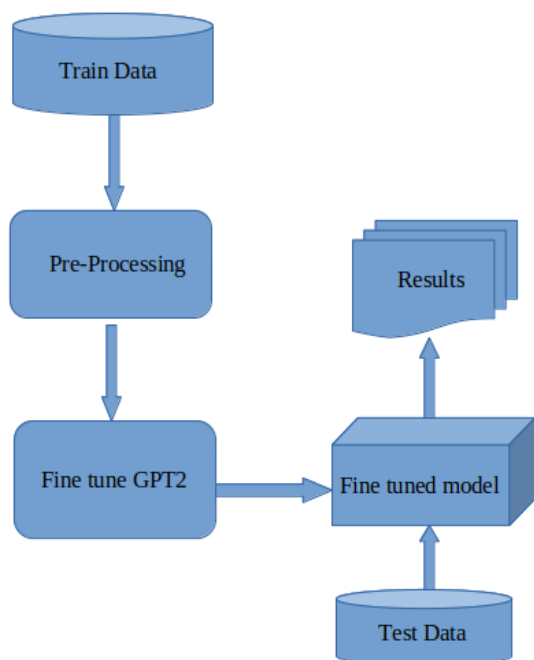 Train Data
Pre-Processing
Results
Fine tune GPT2
Fine tuned model
Test Data